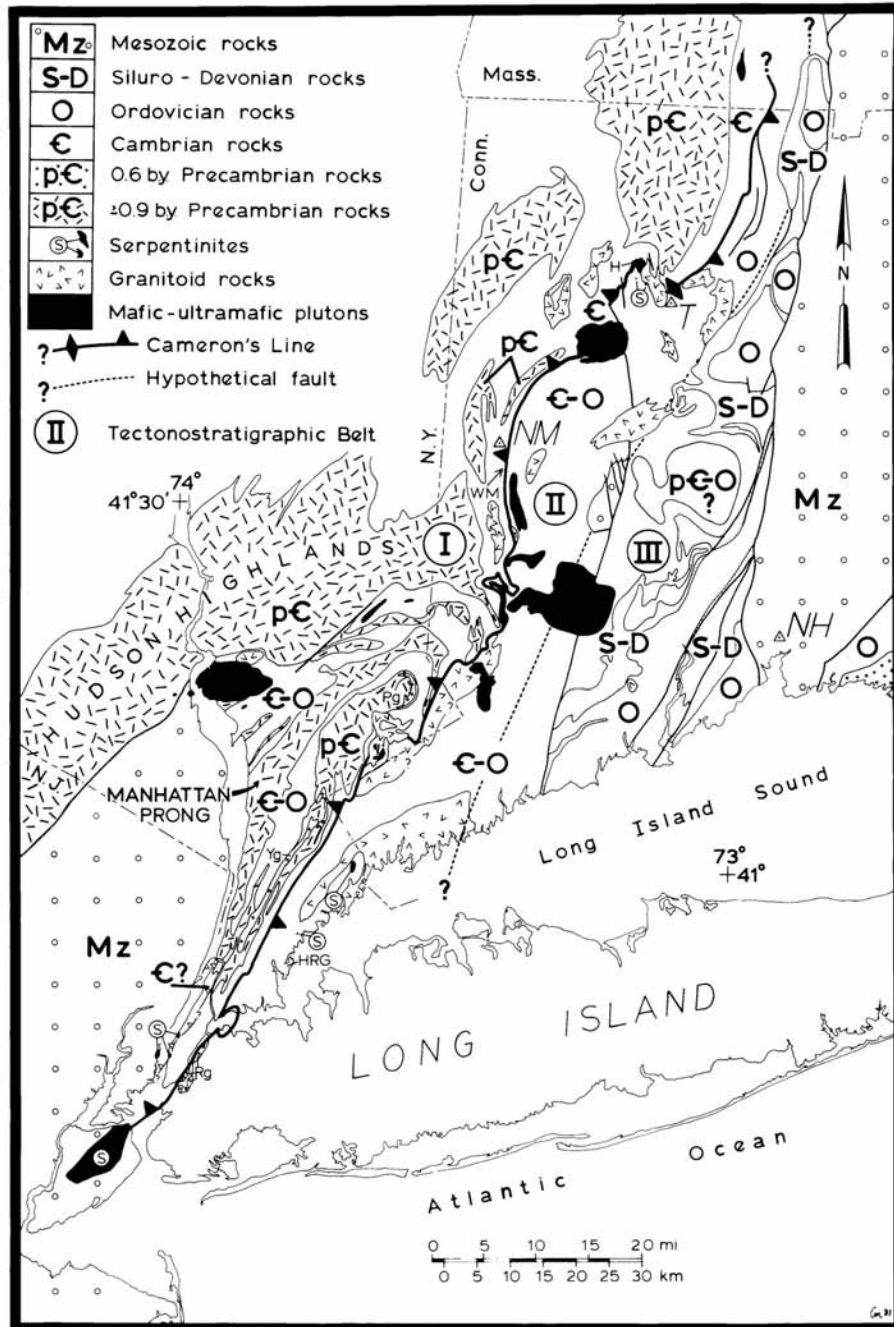 Mz Mesozoic rocks
S-D Siluro - Devonian rocks
O Ordovician rocks
Є Cambrian rocks
pЄ 0.6 by Precambrian rocks
pЄ ≥0.9 by Precambrian rocks
S Serpentinites
Granitoid rocks
Mafic-ultramafic plutons
? Cameron's Line
? Hypothetical fault
II Tectonostratigraphic Belt
Mass.
Conn.
N.Y.
? ?
pЄ Є O
S-D
N
pЄ
H
S
T
O O
Є
O
pЄ
Є-O
S-D
NM
WM
pЄ-O
?
Mz
74°
41° 30'
I
II
III
HUDSON HIGHLANDS
pЄ
N.J.
N.Y.
S-D
S-D
NH
O
O
O
Є-O
Rg
pЄ
Є-O
MANHATTAN
PRONG
Є-O
Yg
Long Island Sound
73°
41°
?
S
S
HRG
Mz
Є?
S
Rg
S
LONG ISLAND
Atlantic Ocean
0 5 10 15 20 mi
0 5 10 15 20 25 30 km